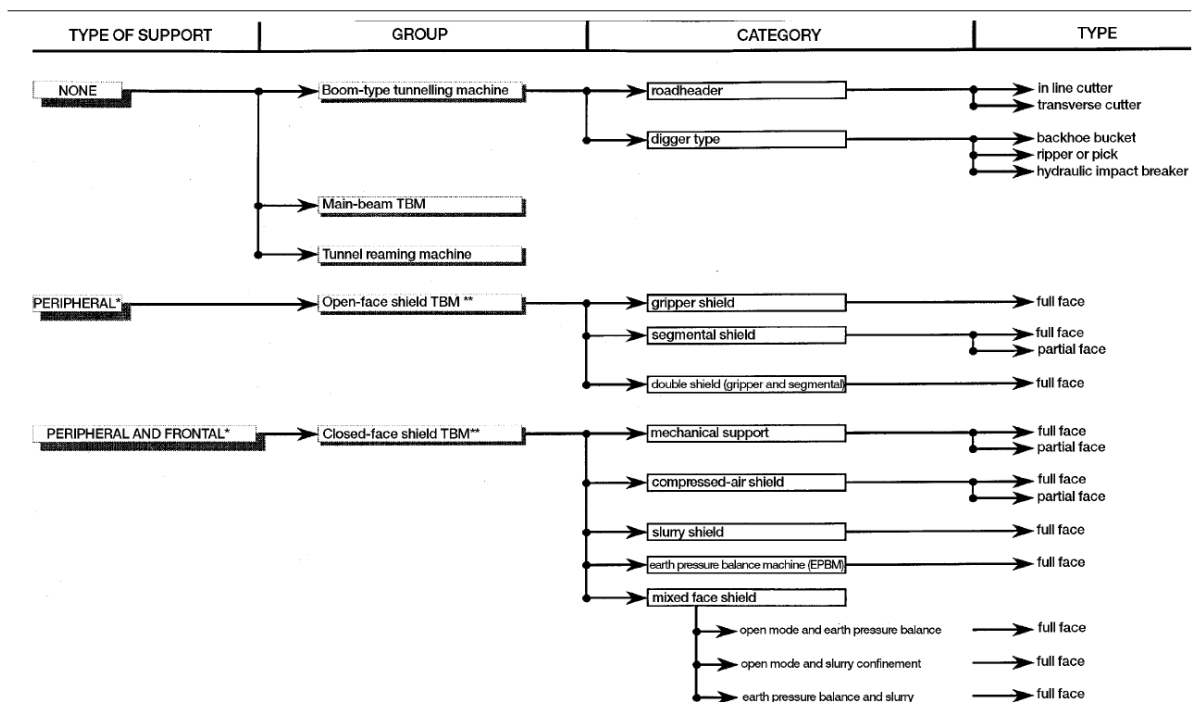 TYPE OF SUPPORT GROUP CATEGORY TYPE
NONE Boom-type tunnelling machine roadheader in line cutter
transverse cutter
digger type backhoe bucket
ripper or pick
hydraulic impact breaker
Main-beam TBM
Tunnel reaming machine
PERIPHERAL* Open-face shield TBM ** gripper shield full face
segmental shield full face
partial face
double shield (gripper and segmental) full face
PERIPHERAL AND FRONTAL* Closed-face shield TBM** mechanical support full face
partial face
compressed-air shield full face
partial face
slurry shield full face
earth pressure balance machine (EPBM) full face
mixed face shield
open mode and earth pressure balance full face
open mode and slurry confinement full face
earth pressure balance and slurry full face